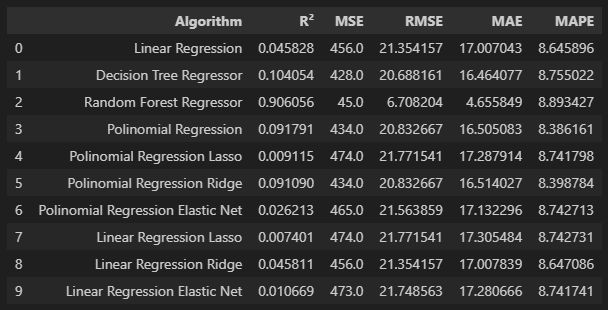 Algorithm R² MSE RMSE MAE MAPE
0 Linear Regression 0.045828 456.0 21.354157 17.007043 8.645896
1 Decision Tree Regressor 0.104054 428.0 20.688161 16.464077 8.755022
2 Random Forest Regressor 0.906056 45.0 6.708204 4.655849 8.893427
3 Polinomial Regression 0.091791 434.0 20.832667 16.505083 8.386161
4 Polinomial Regression Lasso 0.009115 474.0 21.771541 17.287914 8.741798
5 Polinomial Regression Ridge 0.091090 434.0 20.832667 16.514027 8.398784
6 Polinomial Regression Elastic Net 0.026213 465.0 21.563859 17.132296 8.742713
7 Linear Regression Lasso 0.007401 474.0 21.771541 17.305484 8.742731
8 Linear Regression Ridge 0.045811 456.0 21.354157 17.007839 8.647086
9 Linear Regression Elastic Net 0.010669 473.0 21.748563 17.280666 8.741741